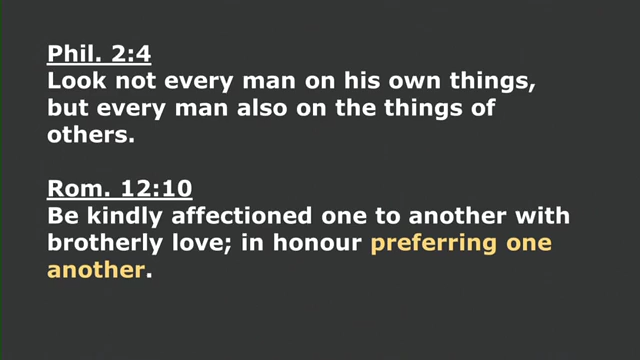 Phil. 2:4
Look not every man on his own things,
but every man also on the things of
others.
Rom. 12:10
Be kindly affectioned one to another with
brotherly love; in honour preferring one
another.